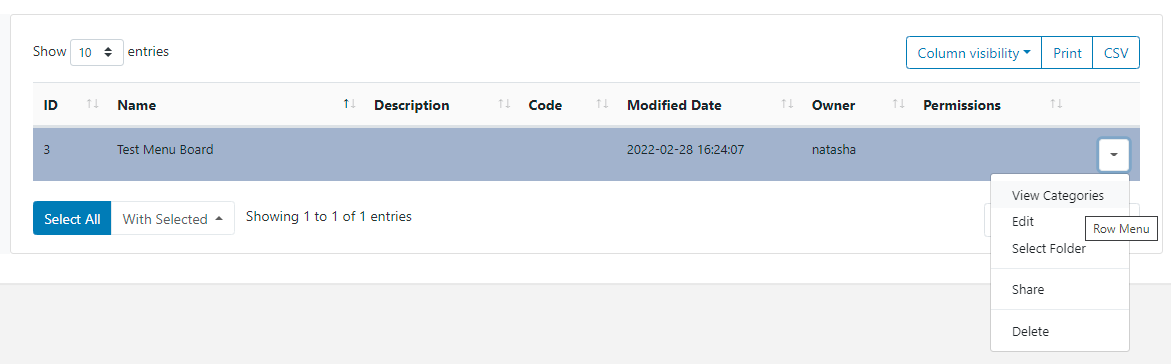 Show 10 entries
Column visibility Print CSV
ID Name Description Code Modified Date Owner Permissions
3 Test Menu Board 2022-02-28 16:24:07 natasha
Select All With Selected Showing 1 to 1 of 1 entries
View Categories
Edit
Row Menu
Select Folder
Share
Delete